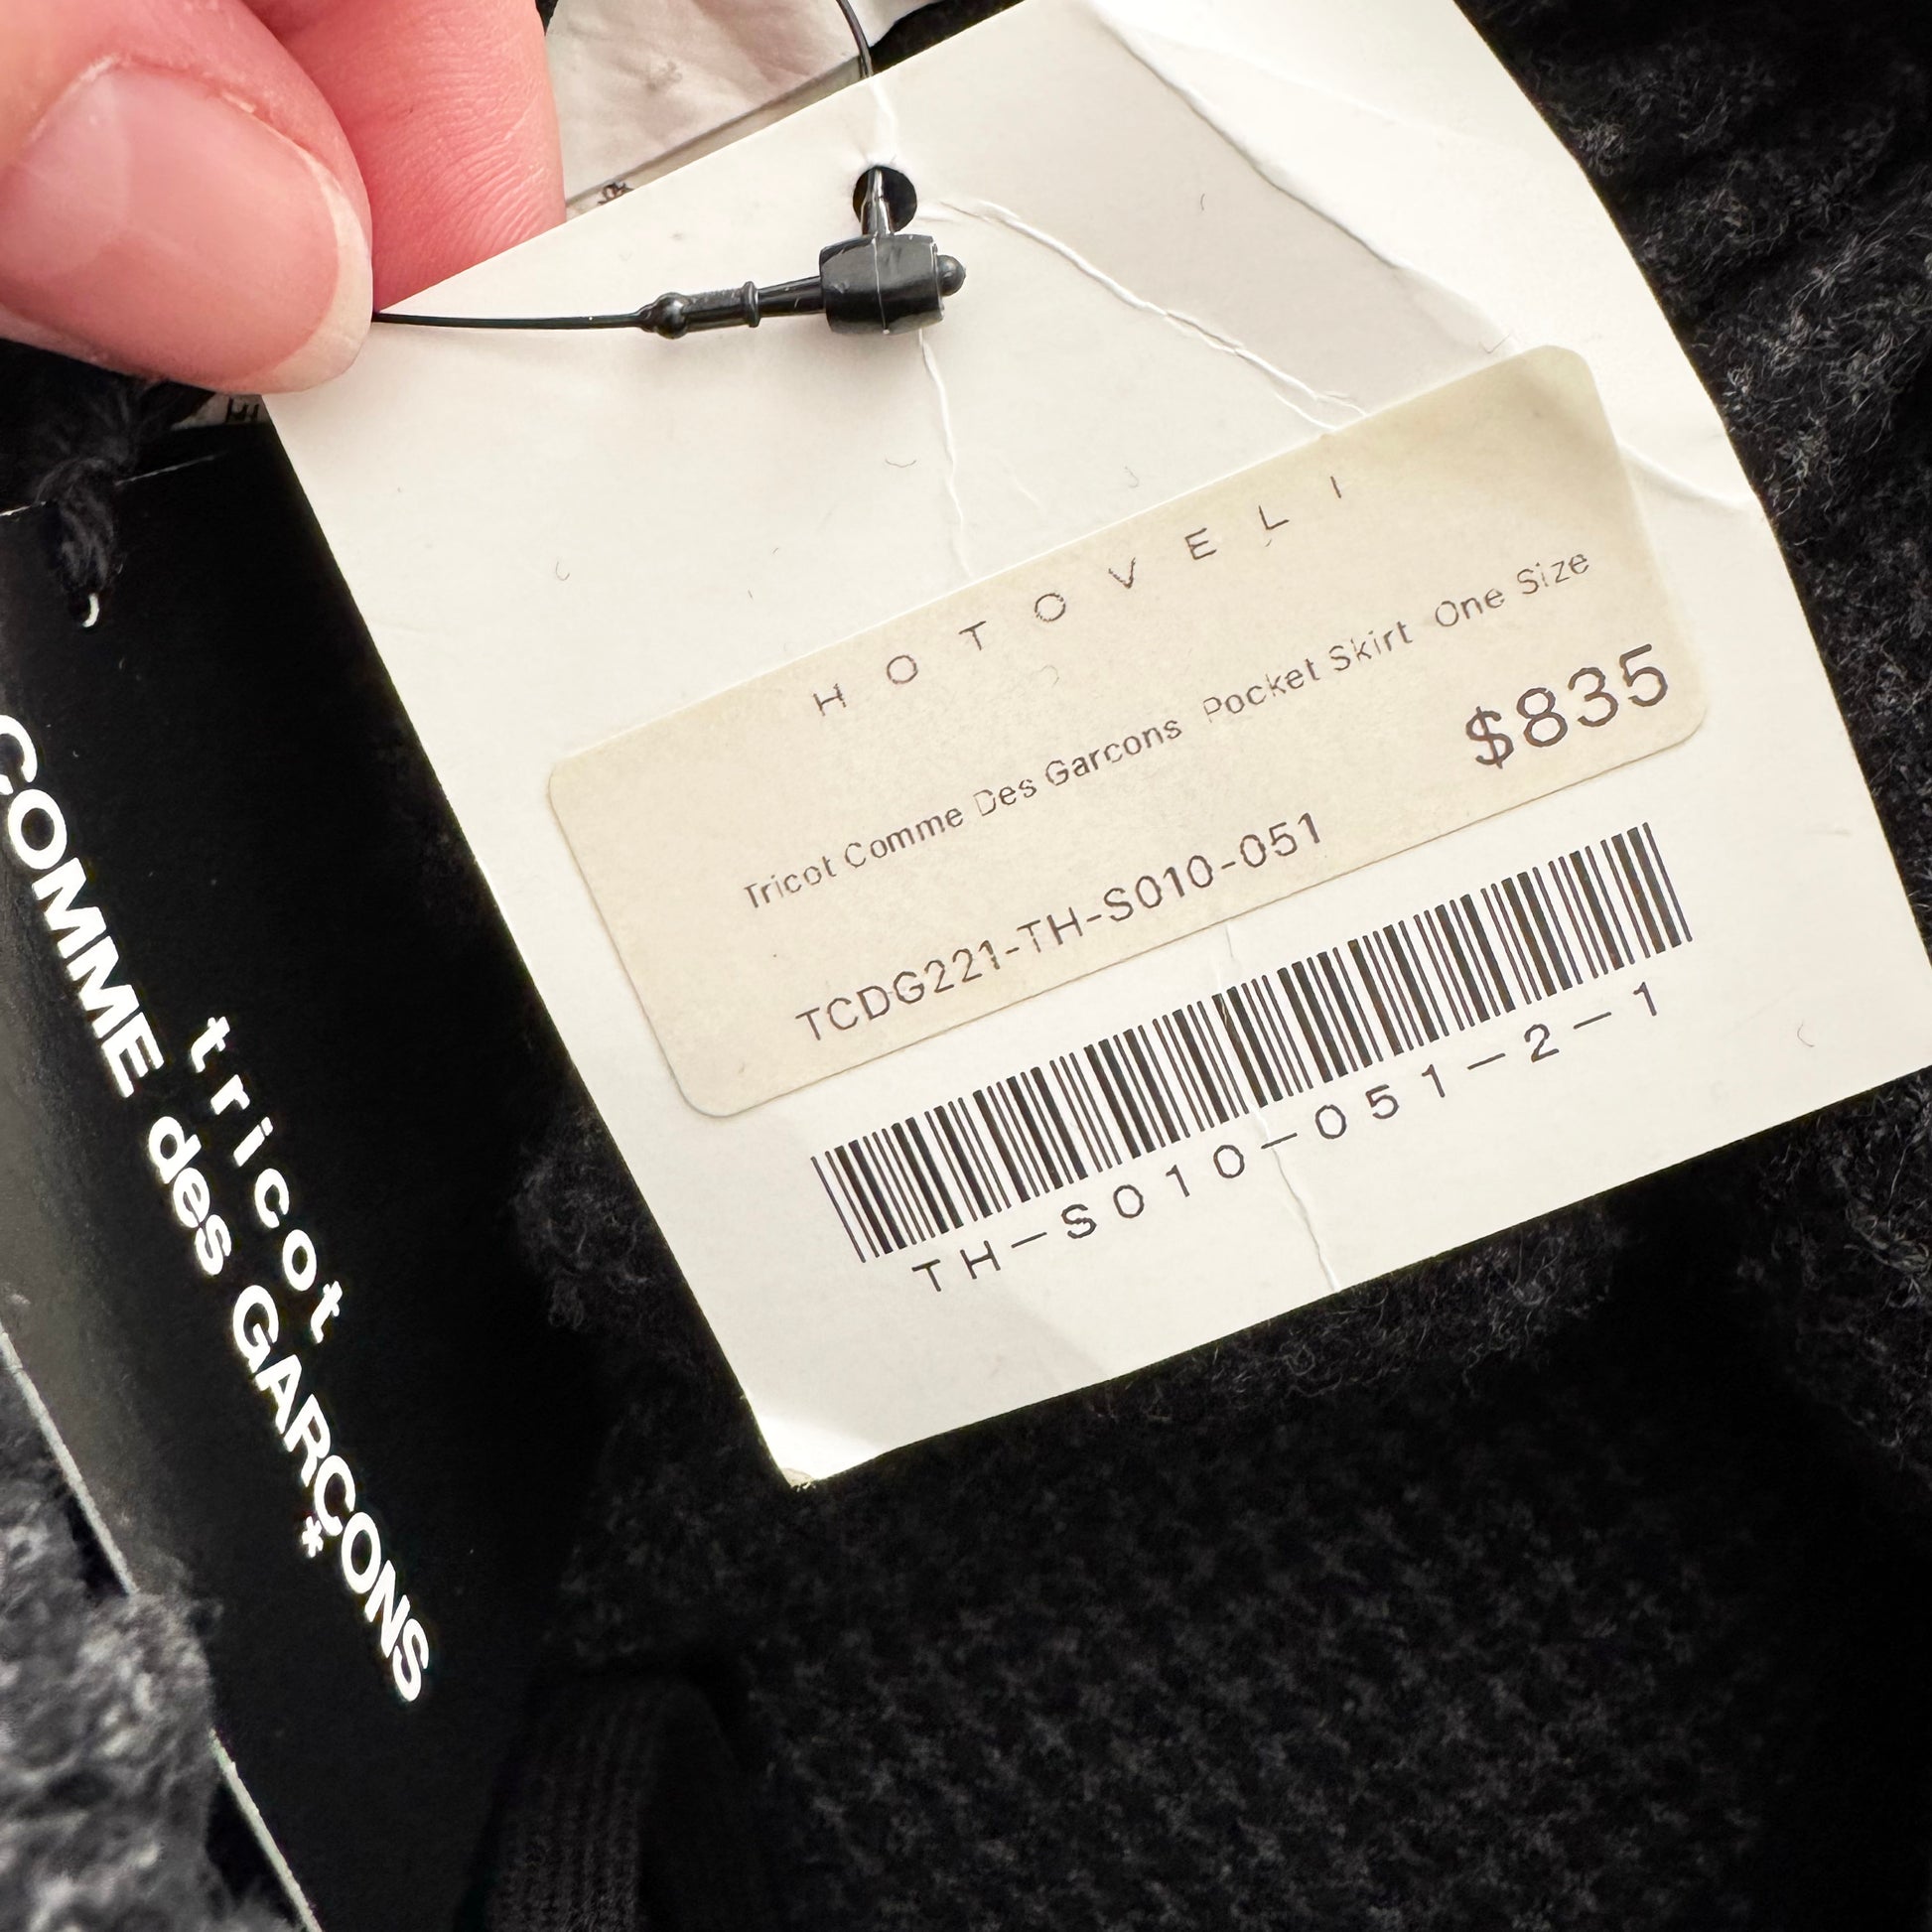 HOTOVELI
Tricot Comme Des Garcons Pocket Skirt One Size
$835
TCDG221-TH-S010-051
TH-S010-051-2-1
tricot
COMME des GARÇONS
*